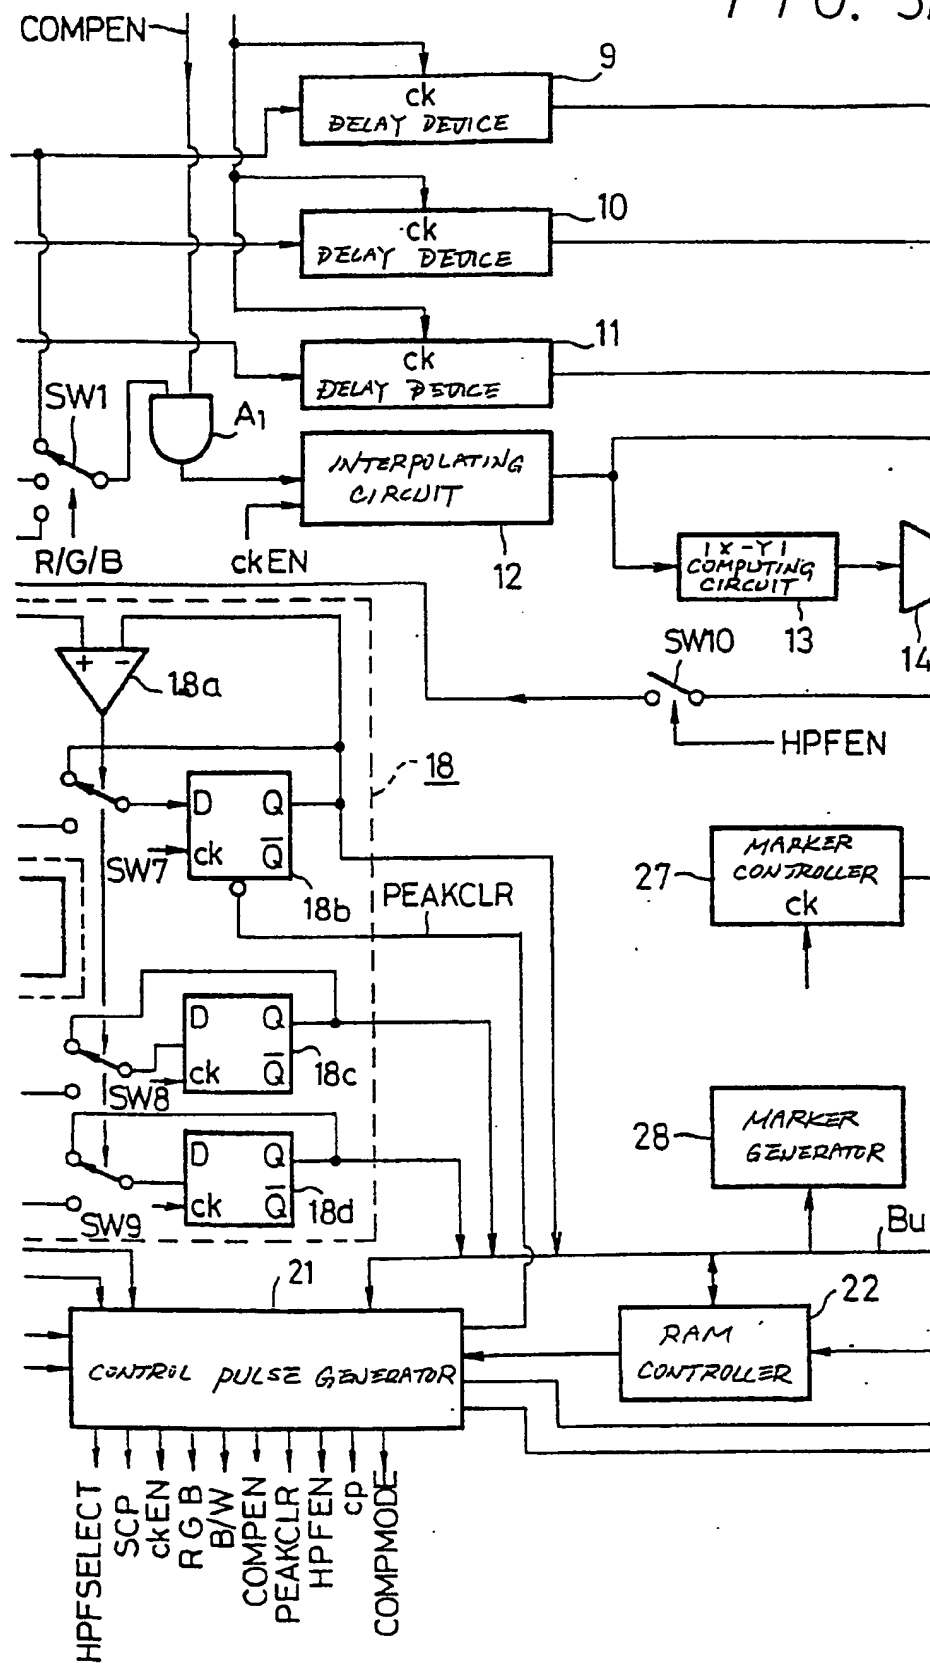 FIG. 3
COMPEN
9
ck
DELAY DEVICE
10
ck
DELAY DEVICE
11
ck
DELAY DEVICE
SW1
A1
INTERPOLATING
CIRCUIT
R/G/B
ckEN
12
|X-Y|
COMPUTING
CIRCUIT
13
14
SW10
+ -
18a
HPFEN
18
D Q
ck Q̅
SW7
18b
PEAKCLR
27
MARKER
CONTROLLER
ck
D Q
ck Q̅
18c
SW8
28
MARKER
GENERATOR
D Q
ck Q̅
18d
SW9
Bu
21
22
CONTROL PULSE GENERATOR
RAM
CONTROLLER
HPFSELECT
SCP
ckEN
R G B
B/W
COMPEN
PEAKCLR
HPFEN
cp
COMPMODE